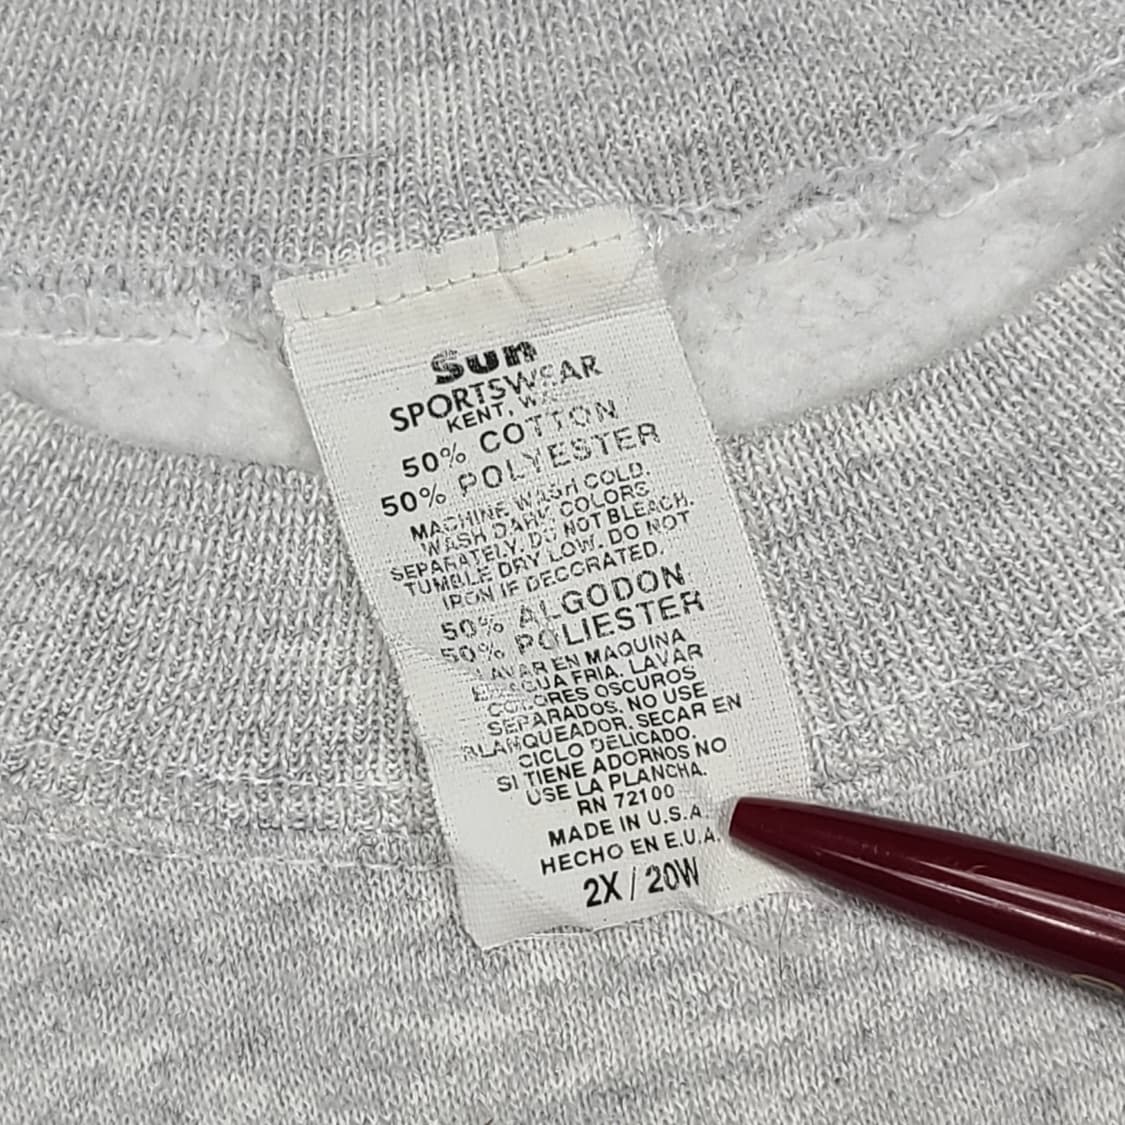 Sun
SPORTSWEAR
KENT,
50% COTTON
50% POLYESTER
MACHINE WASH COLD.
WASH DARK COLORS
SEPARATELY. DO NOT BLEACH.
TUMBLE DRY LOW. DO NOT
IRON IF DECORATED.
50% ALGODON
50% POLIESTER
LAVAR EN MAQUINA
EN AGUA FRIA. LAVAR
COLORES OSCUROS
SEPARADOS. NO USE
BLANQUEADOR. SECAR EN
CICLO DELICADO.
SI TIENE ADORNOS NO
USE LA PLANCHA.
RN 72100
MADE IN U.S.A.
HECHO EN E.U.A.
2X / 20W